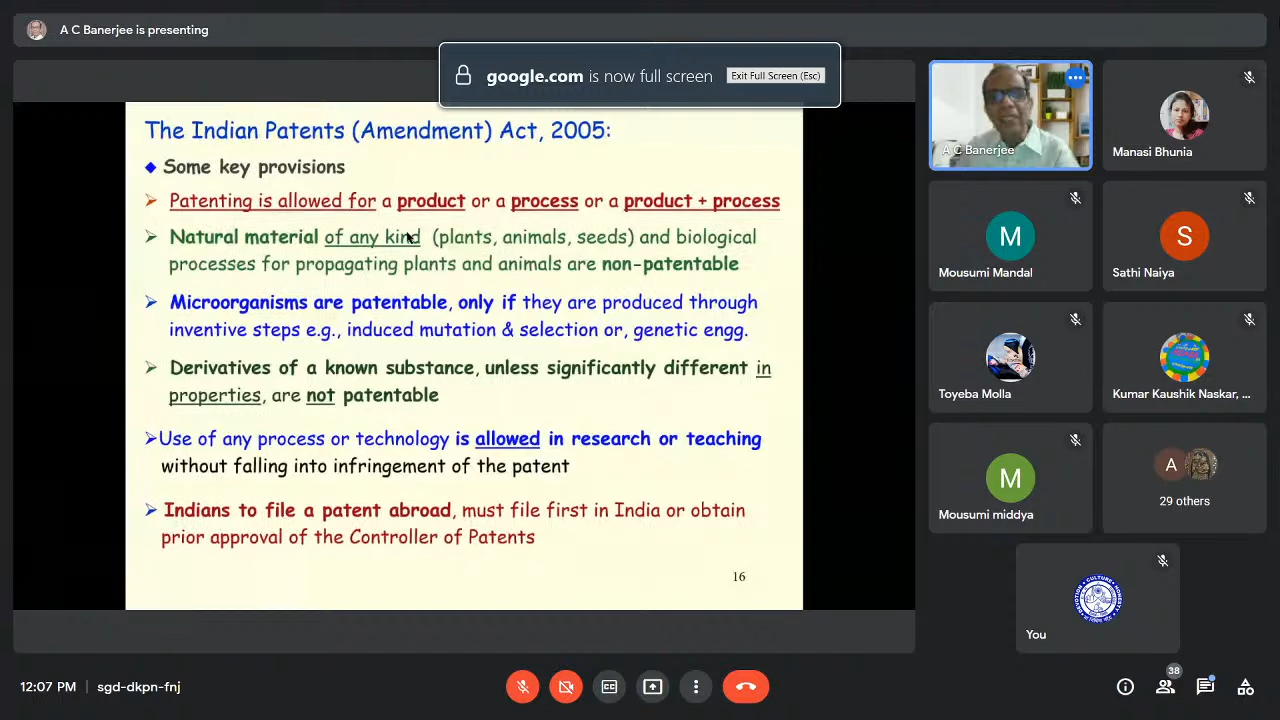 A C Banerjee is presenting
google.com is now full screen Exit Full Screen (Esc)
The Indian Patents (Amendment) Act, 2005:
Some key provisions
Patenting is allowed for a product or a process or a product + process
Natural material of any kind (plants, animals, seeds) and biological
processes for propagating plants and animals are non-patentable
Microorganisms are patentable, only if they are produced through
inventive steps e.g., induced mutation & selection or, genetic engg.
Derivatives of a known substance, unless significantly different in
properties, are not patentable
Use of any process or technology is allowed in research or teaching
without falling into infringement of the patent
Indians to file a patent abroad, must file first in India or obtain
prior approval of the Controller of Patents
16
A C Banerjee
Manasi Bhunia
M
Mousumi Mandal
S
Sathi Naiya
Toyeba Molla
Kumar Kaushik Naskar, ...
M
Mousumi middya
A
29 others
You
12:07 PM | sgd-dkpn-fnj
38